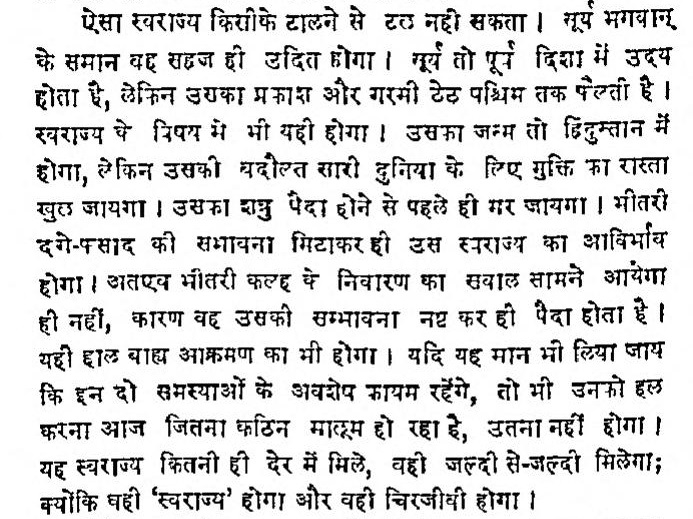 ऐसा स्वराज्य किसीके टालने से टल नहीं सकता । सूर्य भगवान्
के समान वह सहज ही उदित होगा । सूर्य तो पूर्व दिशा में उदय
होता है, लेकिन उसका प्रकाश और गरमी ठेठ पश्चिम तक फैलती है ।
स्वराज्य के विषय में भी यही होगा । उसका जन्म तो हिंदुस्तान में
होगा, लेकिन उसकी बदौलत सारी दुनिया के लिए मुक्ति का रास्ता
खुल जायगा । उसका शत्रु पैदा होने से पहले ही मर जायगा । भीतरी
दगे-फसाद की सभावना मिटाकर ही उस स्वराज्य का आविर्भाव
होगा । अतएव भीतरी कलह के निवारण का सवाल सामने आयेगा
ही नहीं, कारण वह उसकी सम्भावना नष्ट कर ही पैदा होता है ।
यही हाल बाह्य आक्रमण का भी होगा । यदि यह मान भी लिया जाय
कि इन दो समस्याओं के अवशेष कायम रहेंगे, तो भी उनको हल
करना आज जितना कठिन मालूम हो रहा है, उतना नहीं होगा ।
यह स्वराज्य कितनी ही देर में मिले, वही जल्दी से-जल्दी मिलेगा;
क्योंकि वही ‘स्वराज्य’ होगा और वही चिरजीवी होगा ।